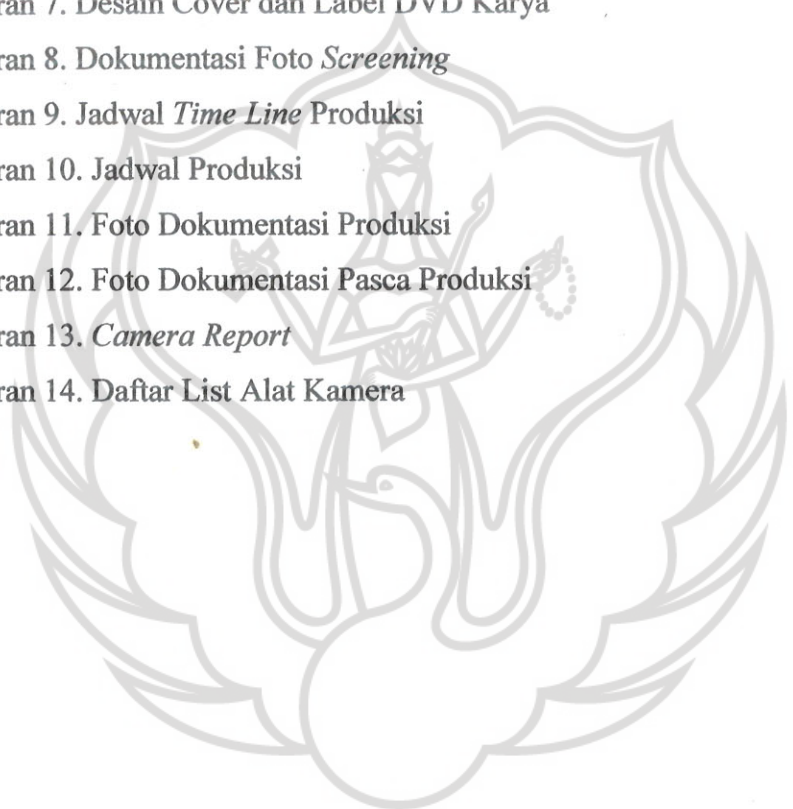 ran 7. Desain Cover dan Label DVD Karya
ran 8. Dokumentasi Foto Screening
ran 9. Jadwal Time Line Produksi
ran 10. Jadwal Produksi
ran 11. Foto Dokumentasi Produksi
ran 12. Foto Dokumentasi Pasca Produksi
ran 13. Camera Report
ran 14. Daftar List Alat Kamera